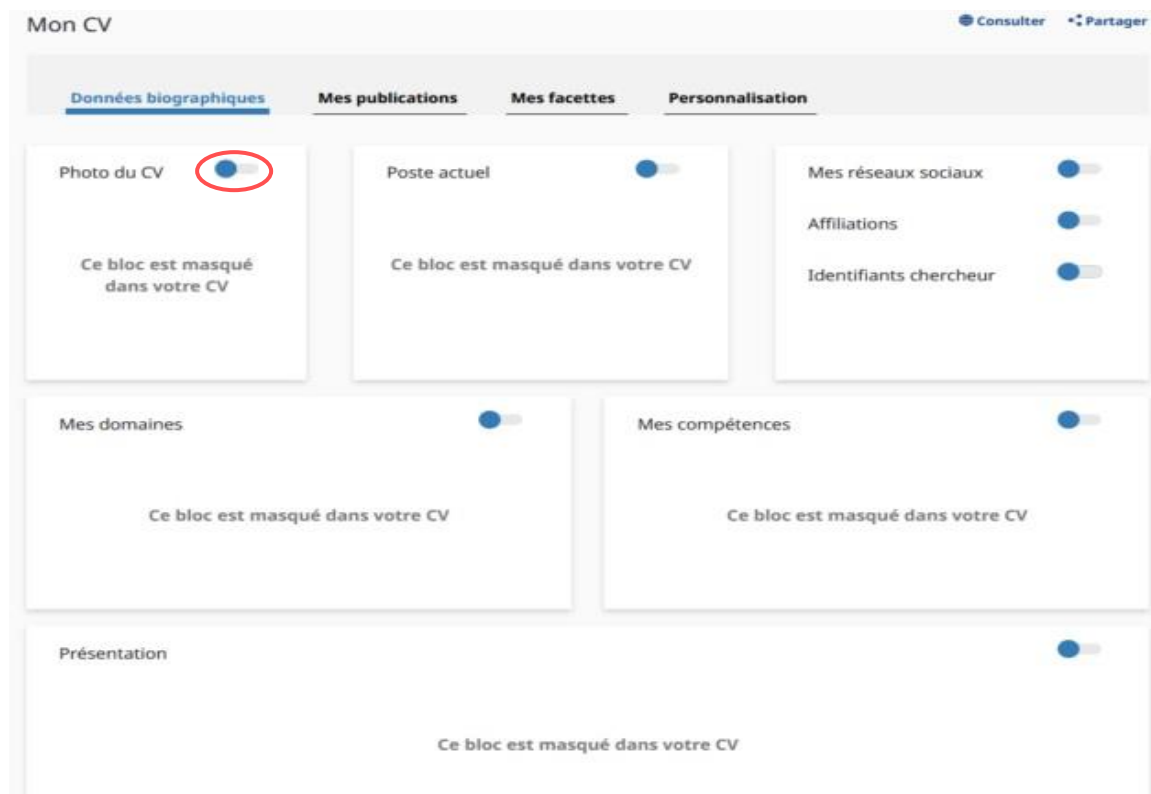 Mon CV
Consulter
Partager
Données biographiques
Mes publications
Mes facettes
Personnalisation
Photo du CV
Ce bloc est masqué
dans votre CV
Poste actuel
Ce bloc est masqué dans votre CV
Mes réseaux sociaux
Affiliations
Identifiants chercheur
Mes domaines
Ce bloc est masqué dans votre CV
Mes compétences
Ce bloc est masqué dans votre CV
Présentation
Ce bloc est masqué dans votre CV